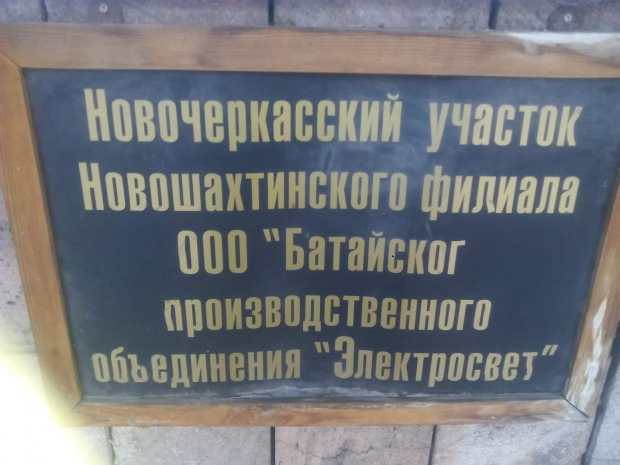 Новочеркасский участок
Новошахтинского филиала
ООО "Батайског
производственного
объединения "Электросвет"